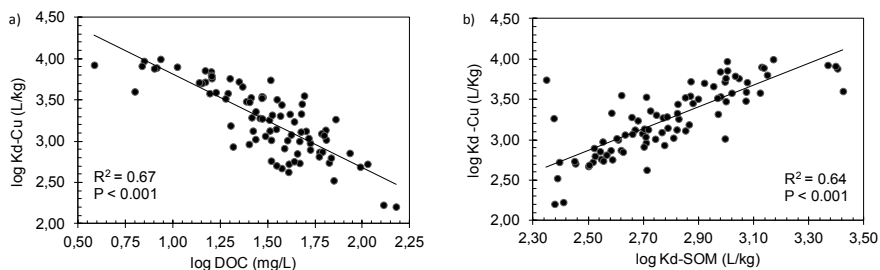 a)
log Kd-Cu (L/Kg)
4,50
4,00
3,50
3,00
2,50
2,00
R² = 0.67
P < 0.001
0,50 0,75 1,00 1,25 1,50 1,75 2,00 2,25
log DOC (mg/L)
b)
log Kd -Cu (L/Kg)
4,50
4,00
3,50
3,00
2,50
2,00
R² = 0.64
P < 0.001
2,30 2,50 2,70 2,90 3,10 3,30 3,50
log Kd-SOM (L/kg)